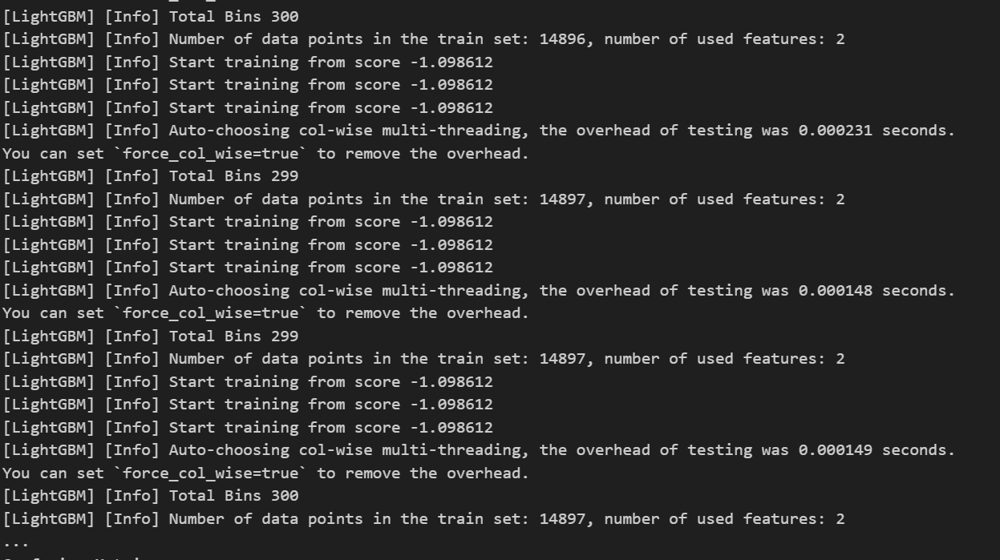 [LightGBM] [Info] Total Bins 300
[LightGBM] [Info] Number of data points in the train set: 14896, number of used features: 2
[LightGBM] [Info] Start training from score -1.098612
[LightGBM] [Info] Start training from score -1.098612
[LightGBM] [Info] Start training from score -1.098612
[LightGBM] [Info] Auto-choosing col-wise multi-threading, the overhead of testing was 0.000231 seconds.
You can set `force_col_wise=true` to remove the overhead.
[LightGBM] [Info] Total Bins 299
[LightGBM] [Info] Number of data points in the train set: 14897, number of used features: 2
[LightGBM] [Info] Start training from score -1.098612
[LightGBM] [Info] Start training from score -1.098612
[LightGBM] [Info] Start training from score -1.098612
[LightGBM] [Info] Auto-choosing col-wise multi-threading, the overhead of testing was 0.000148 seconds.
You can set `force_col_wise=true` to remove the overhead.
[LightGBM] [Info] Total Bins 299
[LightGBM] [Info] Number of data points in the train set: 14897, number of used features: 2
[LightGBM] [Info] Start training from score -1.098612
[LightGBM] [Info] Start training from score -1.098612
[LightGBM] [Info] Start training from score -1.098612
[LightGBM] [Info] Auto-choosing col-wise multi-threading, the overhead of testing was 0.000149 seconds.
You can set `force_col_wise=true` to remove the overhead.
[LightGBM] [Info] Total Bins 300
[LightGBM] [Info] Number of data points in the train set: 14897, number of used features: 2
...